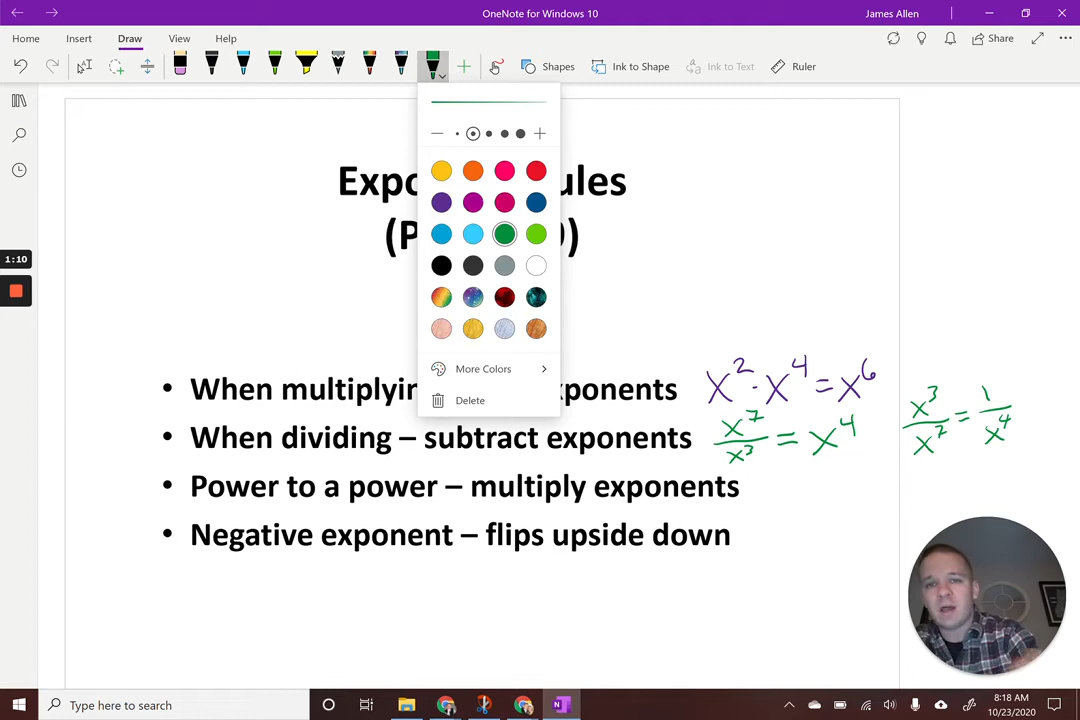 OneNote for Windows 10
James Allen
Home Insert Draw View Help
Share
Shapes Ink to Shape Ink to Text Ruler
1:10
More Colors
Delete
• When multiplyin xponents x² · x⁴ = x⁶
• When dividing – subtract exponents x⁷/x³ = x⁴ x³/x⁷ = 1/x⁴
• Power to a power – multiply exponents
• Negative exponent – flips upside down
Type here to search
8:18 AM
10/23/2020